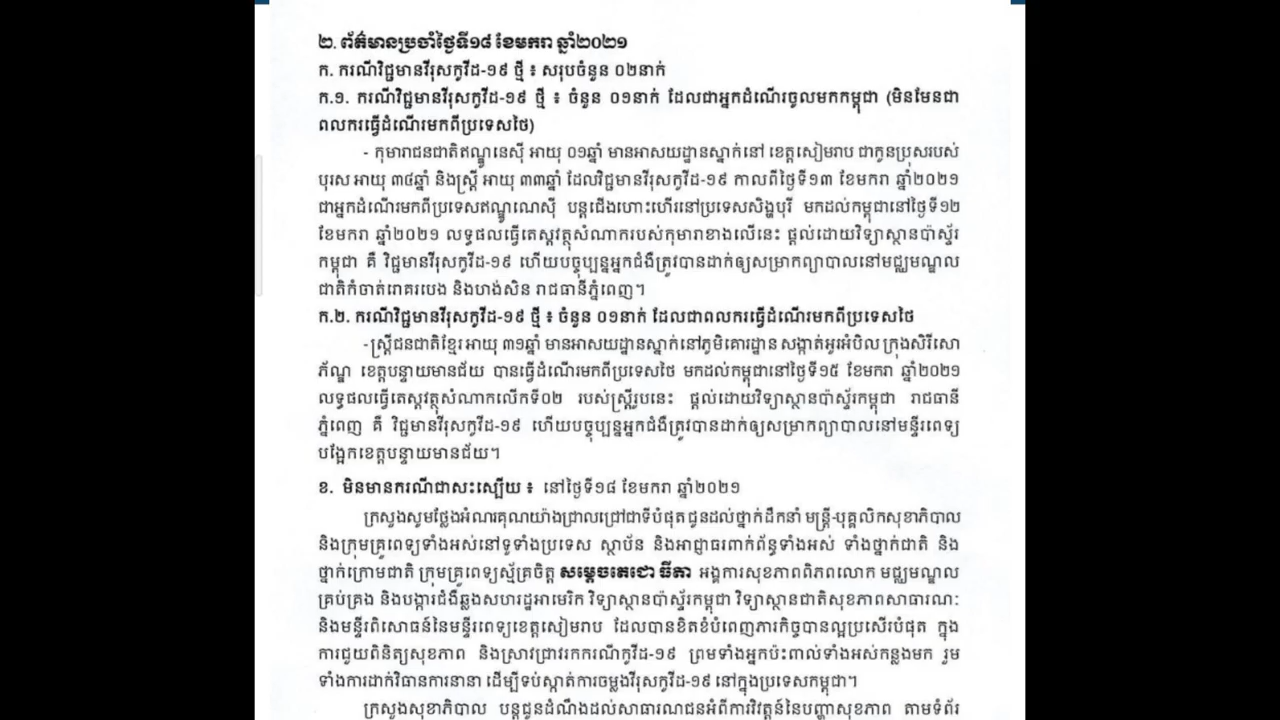 ២. ព័ត៌មានប្រចាំថ្ងៃទី១៨ ខែមករា ឆ្នាំ២០២១
ក. ករណីវិជ្ជមានវីរុសកូវីដ-១៩ ថ្មី ៖ សរុបចំនួន ០២នាក់
ក.១. ករណីវិជ្ជមានវីរុសកូវីដ-១៩ ថ្មី ៖ ចំនួន ០១នាក់ ដែលជាអ្នកដំណើរចូលមកកម្ពុជា (មិនមែនជា
ពលករធ្វើដំណើរមកពីប្រទេសថៃ)
- កុមារាជនជាតិឥណ្ឌូនេស៊ី អាយុ ០១ឆ្នាំ មានអាសយដ្ឋានស្នាក់នៅ ខេត្តសៀមរាប ជាកូនប្រុសរបស់
បុរស អាយុ ៣៤ឆ្នាំ និងស្ត្រី អាយុ ៣៣ឆ្នាំ ដែលវិជ្ជមានវីរុសកូវីដ-១៩ កាលពីថ្ងៃទី១៣ ខែមករា ឆ្នាំ២០២១
ជាអ្នកដំណើរមកពីប្រទេសឥណ្ឌូណេស៊ី បន្តជើងហោះហើរនៅប្រទេសសិង្ហបុរី មកដល់កម្ពុជានៅថ្ងៃទី១២
ខែមករា ឆ្នាំ២០២១ លទ្ធផលធ្វើតេស្តវត្ថុសំណាករបស់កុមារាខាងលើនេះ ផ្តល់ដោយវិទ្យាស្ថានប៉ាស្ទ័រ
កម្ពុជា គឺ វិជ្ជមានវីរុសកូវីដ-១៩ ហើយបច្ចុប្បន្នអ្នកជំងឺត្រូវបានដាក់ឲ្យសម្រាកព្យាបាលនៅមជ្ឈមណ្ឌល
ជាតិកំចាត់រោគរបេង និងហង់សិន រាជធានីភ្នំពេញ។
ក.២. ករណីវិជ្ជមានវីរុសកូវីដ-១៩ ថ្មី ៖ ចំនួន ០១នាក់ ដែលជាពលករធ្វើដំណើរមកពីប្រទេសថៃ
- ស្ត្រីជនជាតិខ្មែរ អាយុ ៣១ឆ្នាំ មានអាសយដ្ឋានស្នាក់នៅភូមិគោរដ្ឋាន សង្កាត់អូរអំបិល ក្រុងសិរីសោ
ភ័ណ្ឌ ខេត្តបន្ទាយមានជ័យ បានធ្វើដំណើរមកពីប្រទេសថៃ មកដល់កម្ពុជានៅថ្ងៃទី១៥ ខែមករា ឆ្នាំ២០២១
លទ្ធផលធ្វើតេស្តវត្ថុសំណាកលើកទី០២ របស់ស្ត្រីរូបនេះ ផ្តល់ដោយវិទ្យាស្ថានប៉ាស្ទ័រកម្ពុជា រាជធានី
ភ្នំពេញ គឺ វិជ្ជមានវីរុសកូវីដ-១៩ ហើយបច្ចុប្បន្នអ្នកជំងឺត្រូវបានដាក់ឲ្យសម្រាកព្យាបាលនៅមន្ទីរពេទ្យ
បង្អែកខេត្តបន្ទាយមានជ័យ។
ខ. មិនមានករណីជាសះស្បើយ ៖ នៅថ្ងៃទី១៨ ខែមករា ឆ្នាំ២០២១
ក្រសួងសូមថ្លែងអំណរគុណយ៉ាងជ្រាលជ្រៅជាទីបំផុតជូនដល់ថ្នាក់ដឹកនាំ មន្ត្រី-បុគ្គលិកសុខាភិបាល
និងក្រុមគ្រូពេទ្យទាំងអស់នៅទូទាំងប្រទេស ស្ថាប័ន និងអាជ្ញាធរពាក់ព័ន្ធទាំងអស់ ទាំងថ្នាក់ជាតិ និង
ថ្នាក់ក្រោមជាតិ ក្រុមគ្រូពេទ្យស្ម័គ្រចិត្ត សម្តេចតេជោ ធីតា អង្គការសុខភាពពិភពលោក មជ្ឈមណ្ឌល
គ្រប់គ្រង និងបង្ការជំងឺឆ្លងសហរដ្ឋអាមេរិក វិទ្យាស្ថានប៉ាស្ទ័រកម្ពុជា វិទ្យាស្ថានជាតិសុខភាពសាធារណៈ
និងមន្ទីរពិសោធន៍នៃមន្ទីរពេទ្យខេត្តសៀមរាប ដែលបានខិតខំបំពេញភារកិច្ចបានល្អប្រសើរបំផុត ក្នុង
ការជួយពិនិត្យសុខភាព និងស្រាវជ្រាវរកករណីកូវីដ-១៩ ព្រមទាំងអ្នកប៉ះពាល់ទាំងអស់កន្លងមក រួម
ទាំងការដាក់វិធានការនានា ដើម្បីទប់ស្កាត់ការចម្លងវីរុសកូវីដ-១៩ នៅក្នុងប្រទេសកម្ពុជា។
ក្រសួងសុខាភិបាល បន្តជូនដំណឹងដល់សាធារណជនអំពីការវិវត្តន៍នៃបញ្ហាសុខភាព តាមទំព័រ